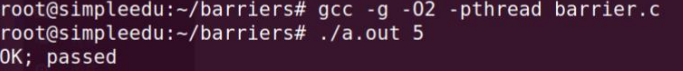 root@simpleedu:~/barriers# gcc -g -O2 -pthread barrier.c
root@simpleedu:~/barriers# ./a.out 5
OK; passed